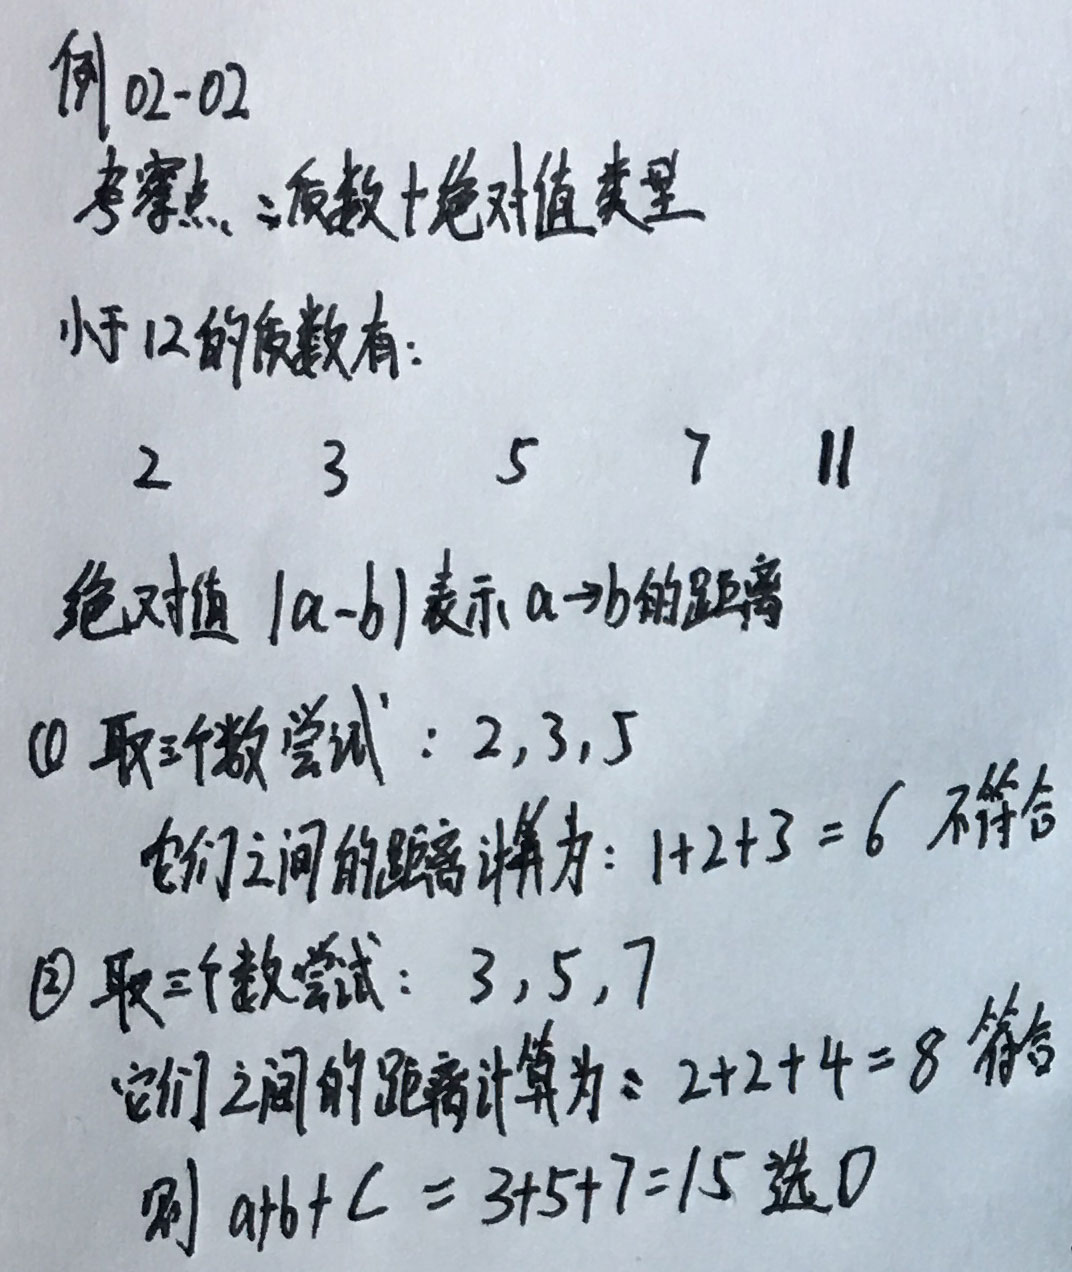 例02-02
考察点：质数+绝对值类型
小于12的质数有：
2 3 5 7 11
绝对值 |a-b| 表示 a→b的距离
① 取三个数尝试：2,3,5
它们之间的距离计算为：1+2+3=6 不符合
② 取三个数尝试：3,5,7
它们之间的距离计算为：2+2+4=8 符合
则 a+b+c = 3+5+7=15 选D